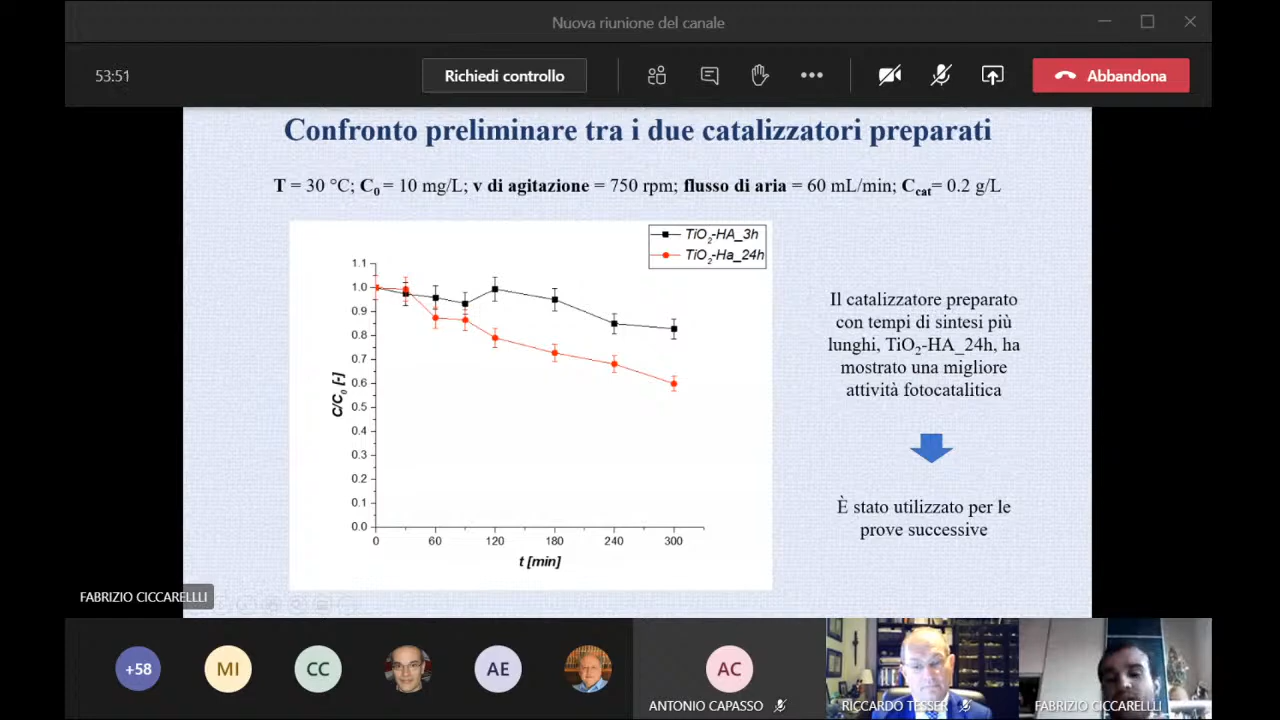 Nuova riunione del canale
53:51
Richiedi controllo
Abbandona
Confronto preliminare tra i due catalizzatori preparati
T = 30 °C; C₀ = 10 mg/L; v di agitazione = 750 rpm; flusso di aria = 60 mL/min; Ccat= 0.2 g/L
TiO₂-HA_3h
TiO₂-Ha_24h
1.1
1.0
0.9
0.8
0.7
0.6
0.5
0.4
0.3
0.2
0.1
0.0
C/C₀ [-]
0 60 120 180 240 300
t [min]
Il catalizzatore preparato
con tempi di sintesi più
lunghi, TiO₂-HA_24h, ha
mostrato una migliore
attività fotocatalitica
È stato utilizzato per le
prove successive
FABRIZIO CICCARELLLI
+58
MI
CC
AE
AC
ANTONIO CAPASSO
RICCARDO TESSER
FABRIZIO CICCARELLLI